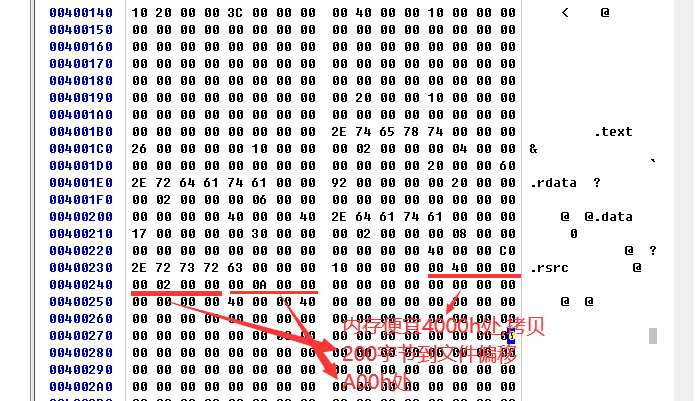 00400140 10 20 00 00 3C 00 00 00 00 40 00 00 10 00 00 00 < @
00400150 00 00 00 00 00 00 00 00 00 00 00 00 00 00 00 00
00400160 00 00 00 00 00 00 00 00 00 00 00 00 00 00 00 00
00400170 00 00 00 00 00 00 00 00 00 00 00 00 00 00 00 00
00400180 00 00 00 00 00 00 00 00 00 00 00 00 00 00 00 00
00400190 00 00 00 00 00 00 00 00 00 20 00 00 10 00 00 00
004001A0 00 00 00 00 00 00 00 00 00 00 00 00 00 00 00 00
004001B0 00 00 00 00 00 00 00 00 2E 74 65 78 74 00 00 00 .text
004001C0 26 00 00 00 00 10 00 00 00 02 00 00 00 04 00 00 &
004001D0 00 00 00 00 00 00 00 00 00 00 00 00 20 00 00 60 `
004001E0 2E 72 64 61 74 61 00 00 92 00 00 00 00 20 00 00 .rdata ?
004001F0 00 02 00 00 00 06 00 00 00 00 00 00 00 00 00 00
00400200 00 00 00 00 40 00 00 40 2E 64 61 74 61 00 00 00 @ @.data
00400210 17 00 00 00 00 30 00 00 00 02 00 00 00 08 00 00 0
00400220 00 00 00 00 00 00 00 00 00 00 00 00 40 00 00 C0 @ ?
00400230 2E 72 73 72 63 00 00 00 10 00 00 00 00 40 00 00 .rsrc @
00400240 00 02 00 00 00 0A 00 00 00 00 00 00 00 00 00 00
00400250 00 00 00 00 40 00 00 40 00 00 00 00 00 00 00 00 @ @
00400260 00 00 00 00 00 00 00 00 00 00 00 00 00 00 00 00
00400270 00 00 00 00 00 00 00 00
00400280 00 00 00 00 00 00 00 00
00400290 00 00 00 00 00 00 00 00 00 00 00 00 00 00 00 00
004002A0 00 00 00 00 00 00 00 00
内存便宜4000h处拷贝
200字节到文件偏移
A00h处